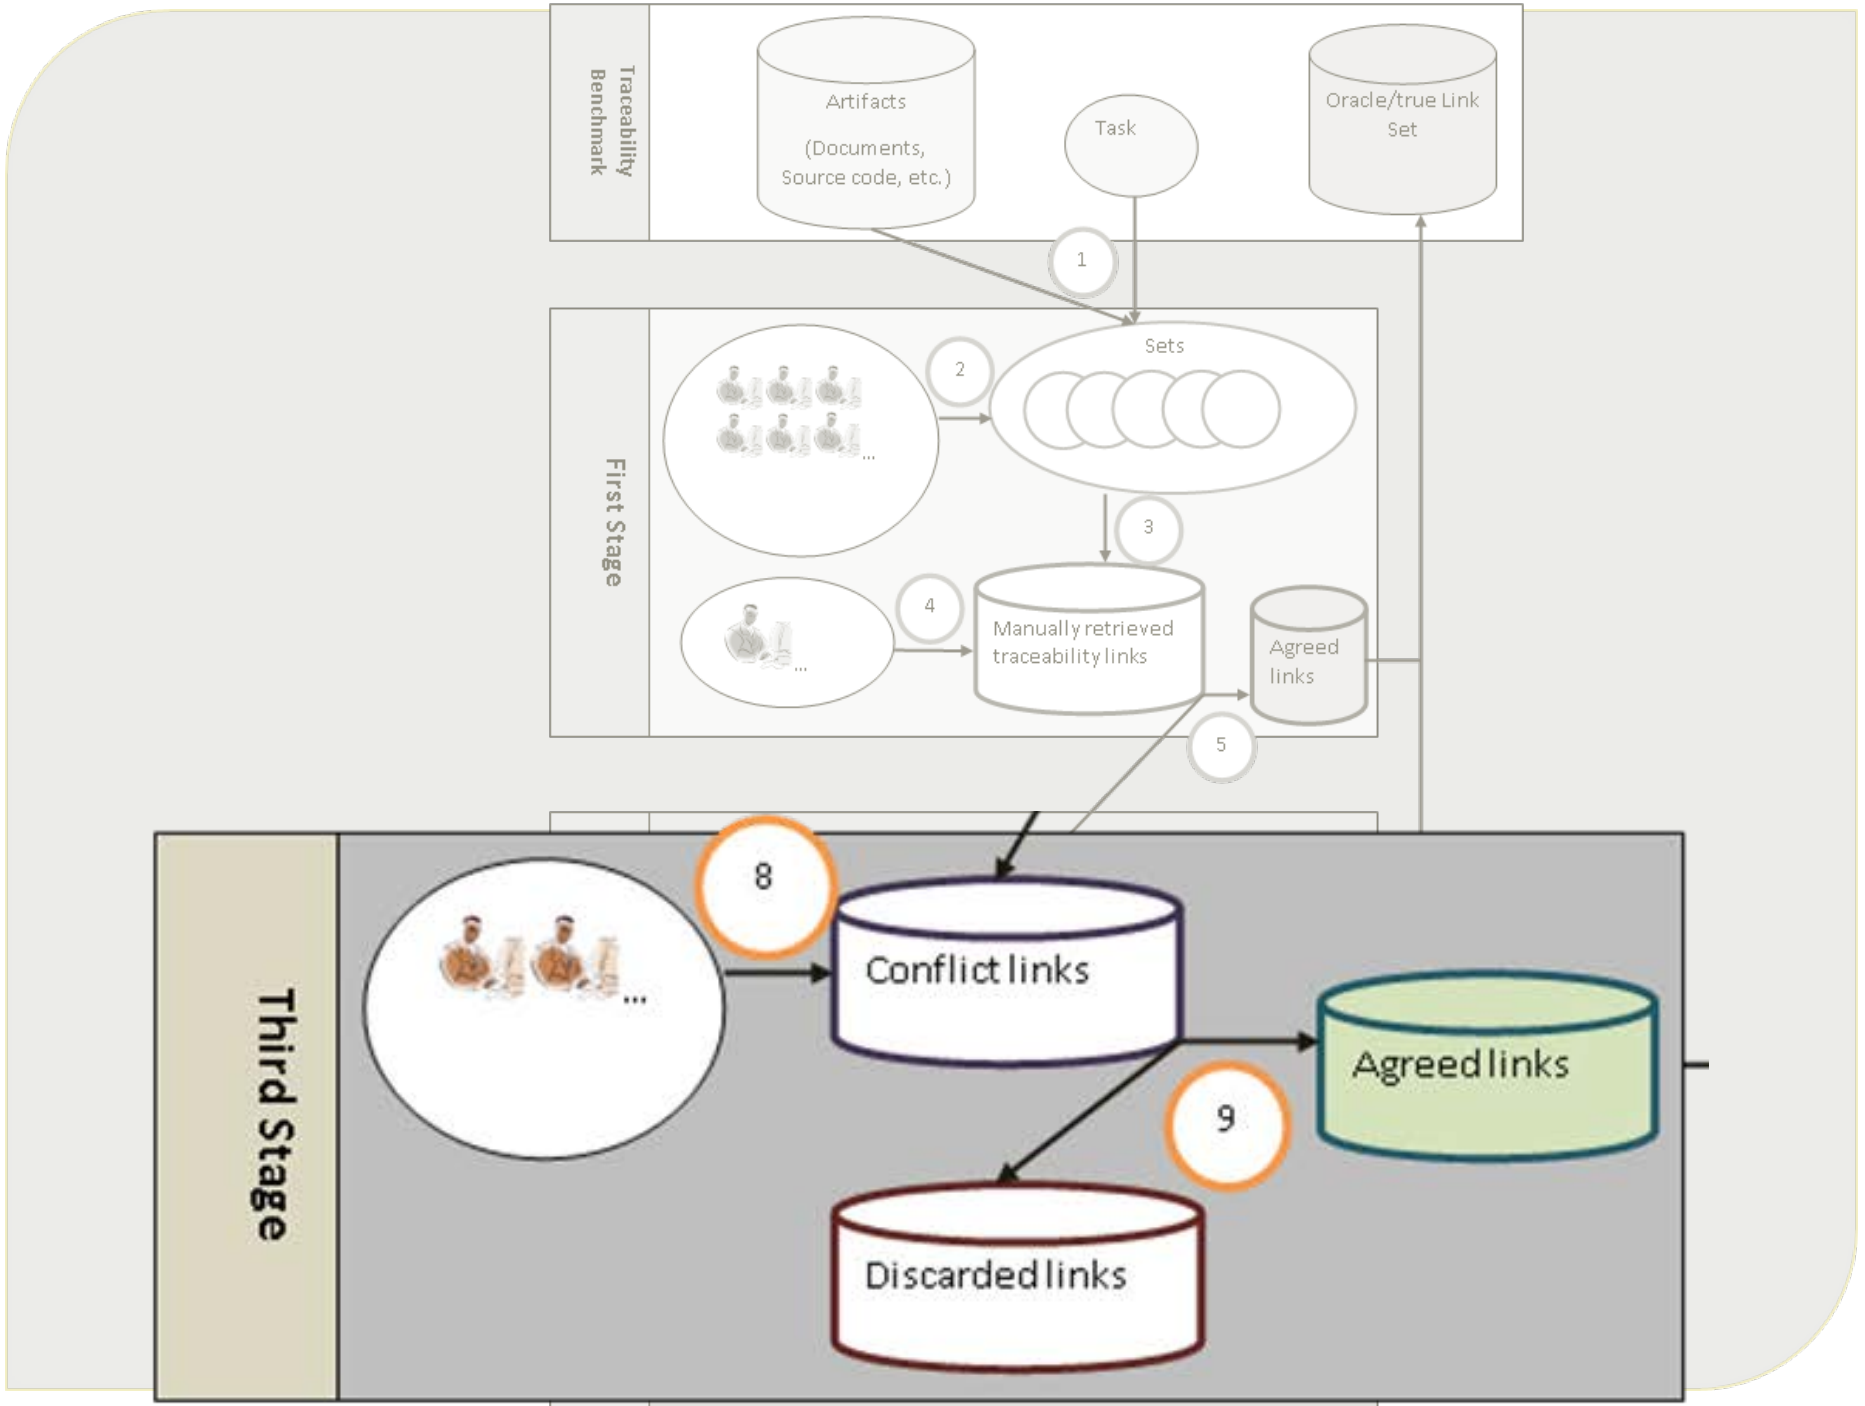 Traceability
Benchmark
Artifacts
(Documents,
Source code, etc.)
Task
Oracle/true Link
Set
1
First Stage
2
Sets
...
3
4
Manually retrieved
traceability links
...
Agreed
links
5
Third Stage
8
Conflict links
...
Agreed links
9
Discarded links